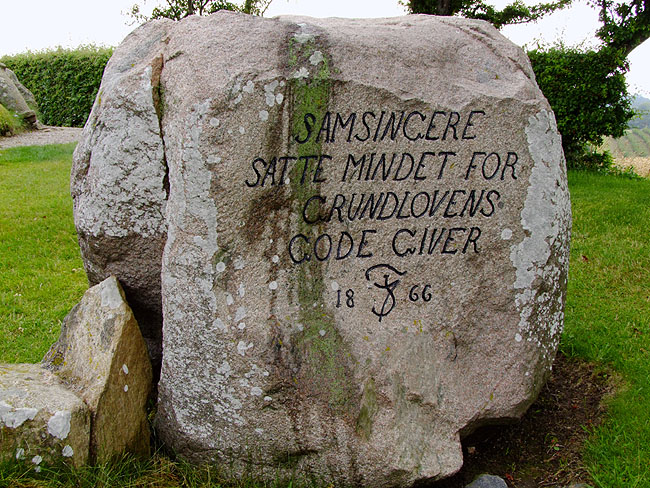 SAMSINGERE
SATTE MINDET FOR
GRUNDLOVENS
GODE GIVER
18 66